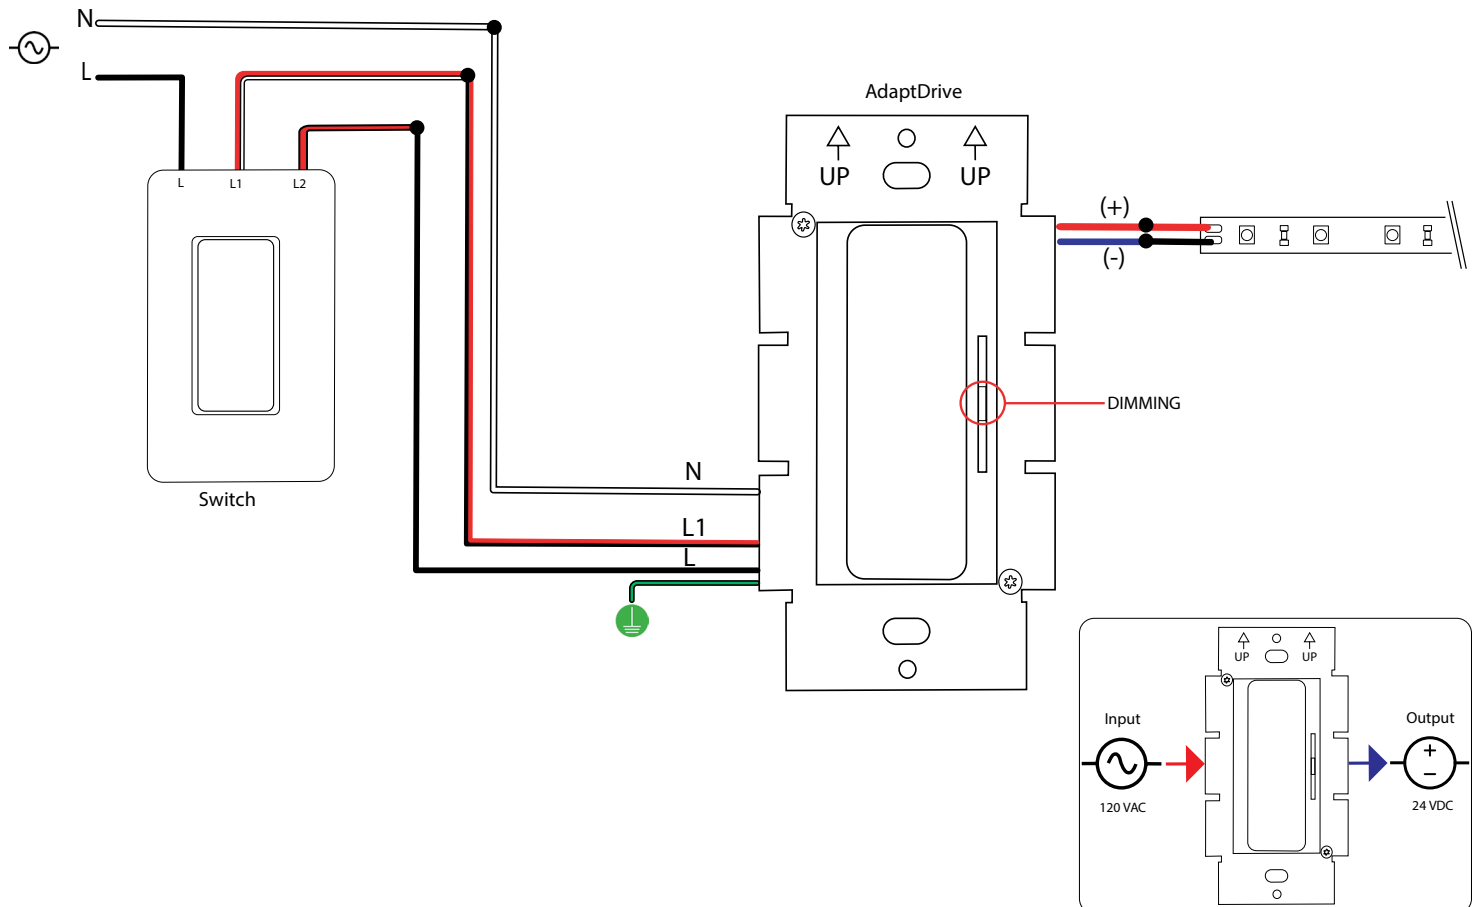 N
L
L L1 L2
Switch
AdaptDrive
UP UP
(+)
(-)
DIMMING
N
L1
L
UP UP
Input
120 VAC
Output
+
−
24 VDC